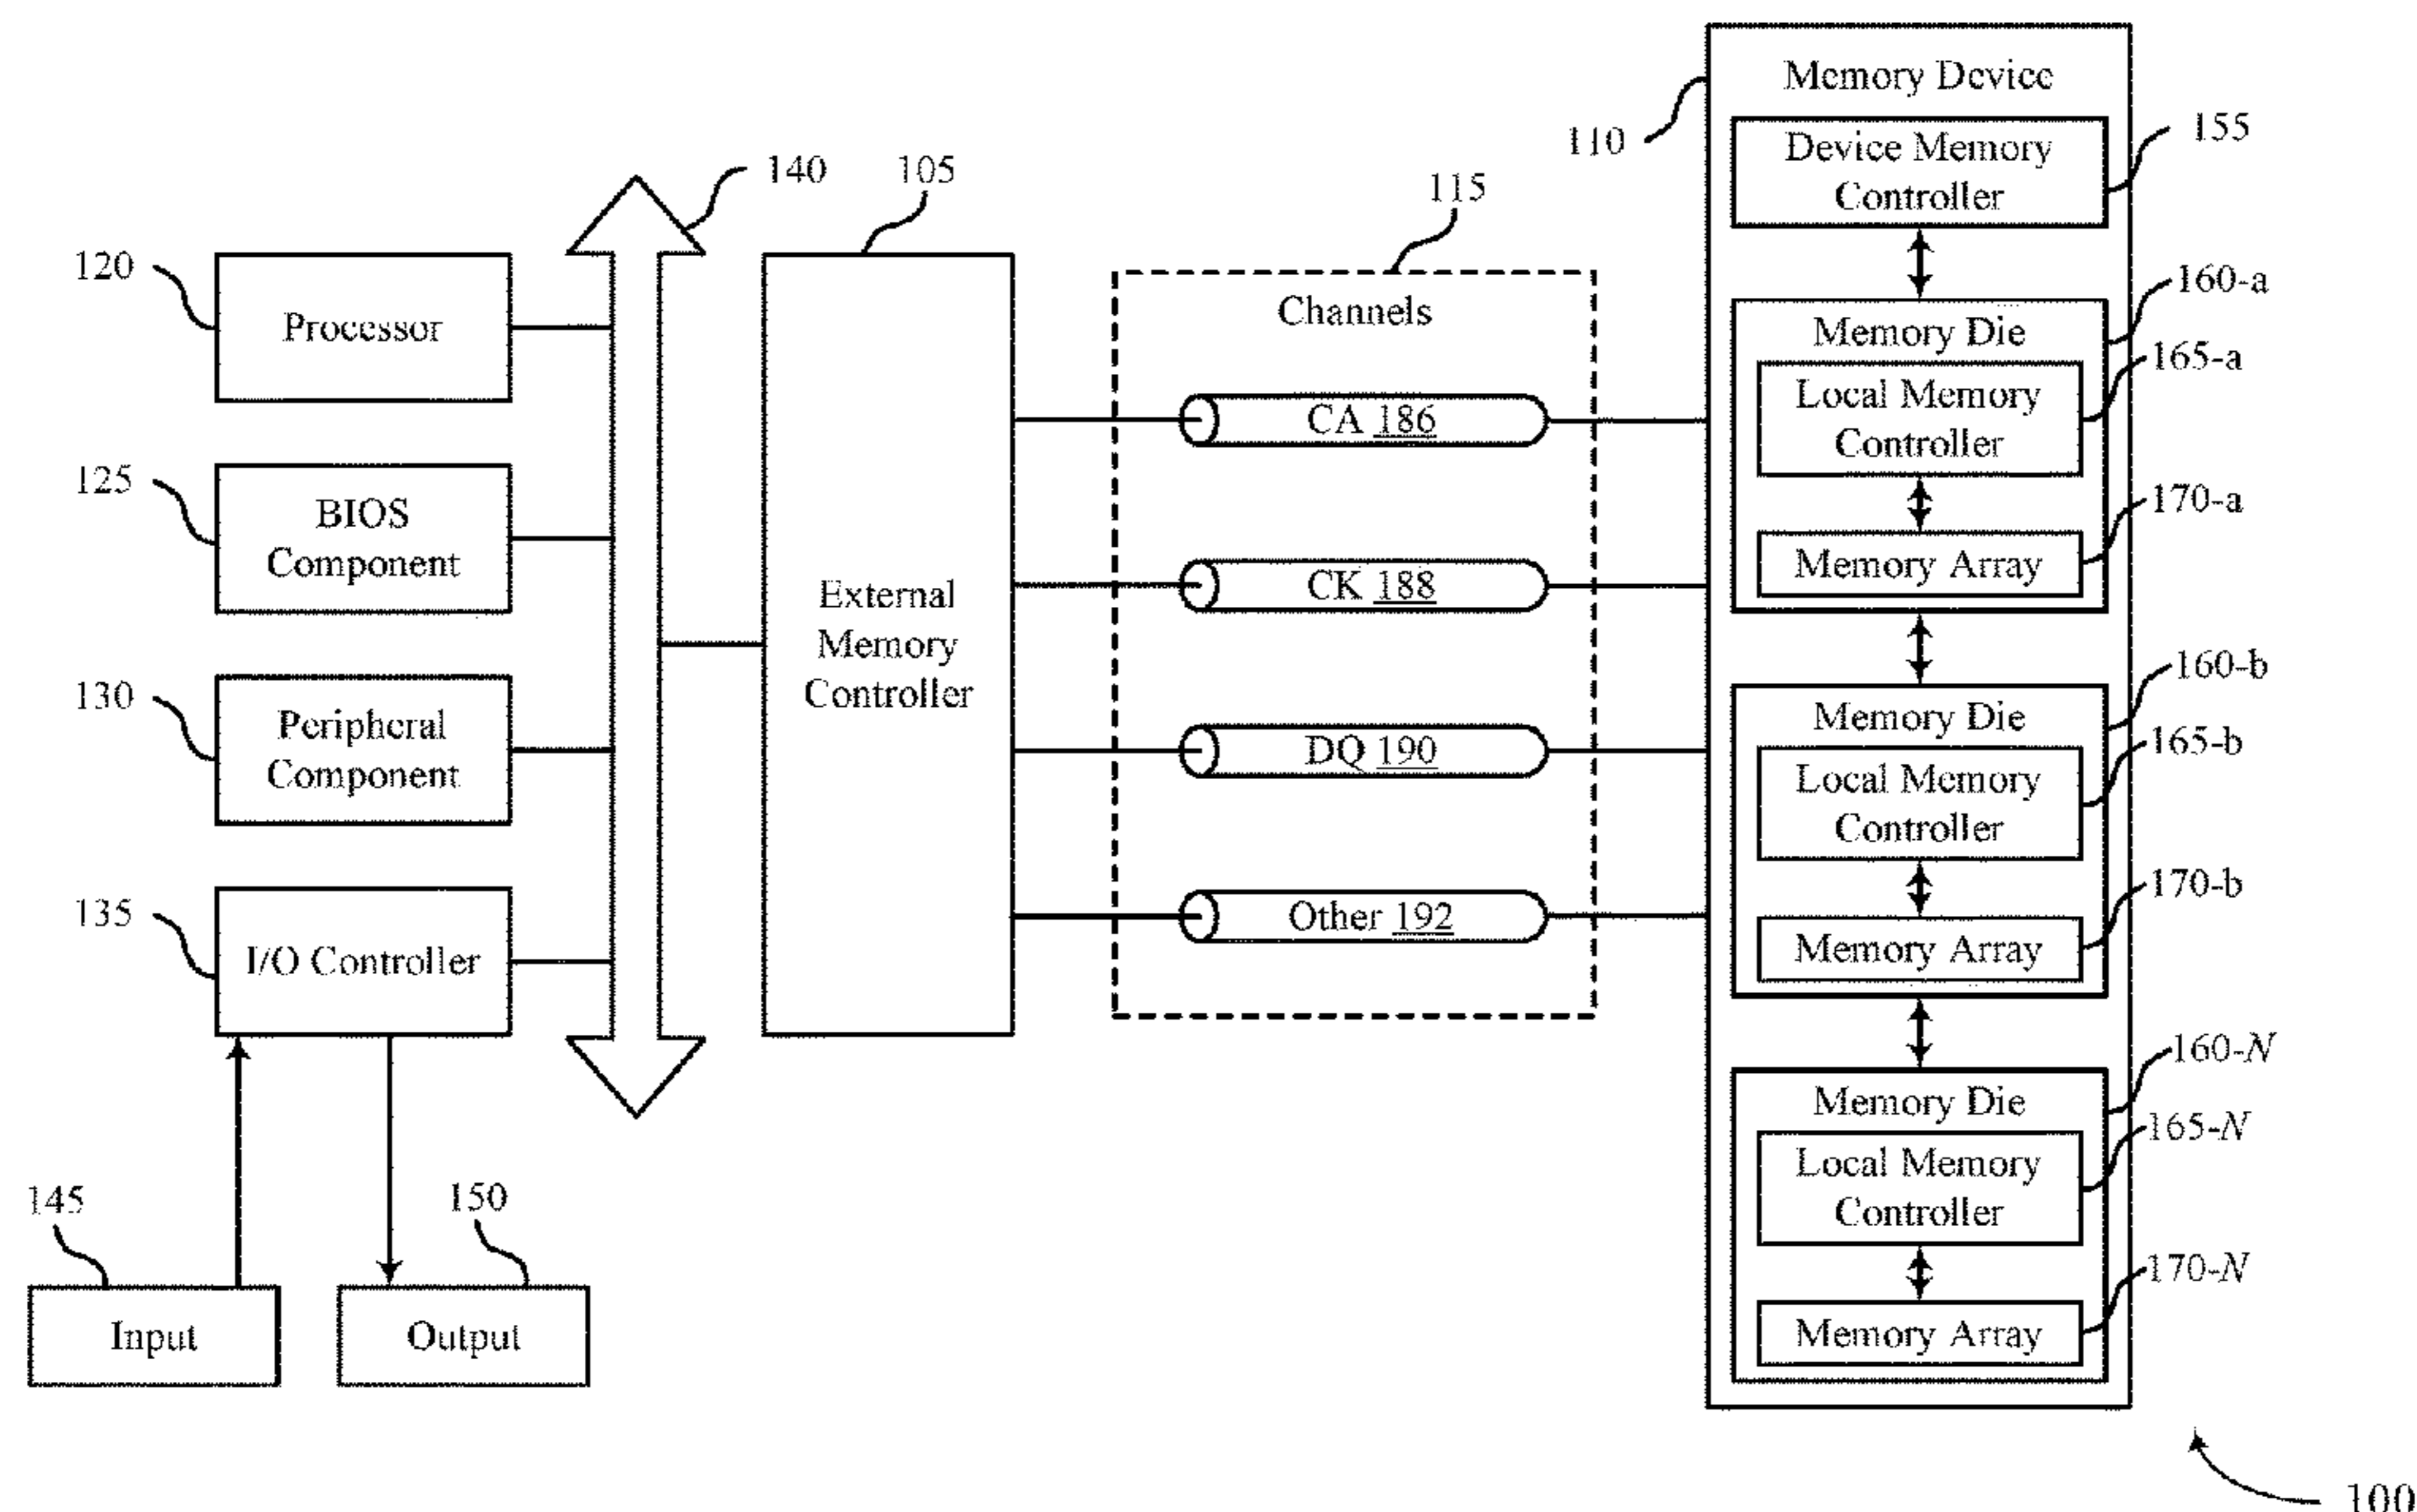 Memory Device
110
155
Device Memory
Controller
140
105
115
120
Processor
Channels
160-a
Memory Die
165-a
Local Memory
Controller
CA 186
125
BIOS
Component
170-a
Memory Array
CK 188
External
Memory
Controller
160-b
Memory Die
130
Peripheral
Component
165-b
Local Memory
Controller
DQ 190
135
I/O Controller
170-b
Memory Array
Other 192
160-N
Memory Die
165-N
Local Memory
Controller
145
150
170-N
Memory Array
Input
Output
100